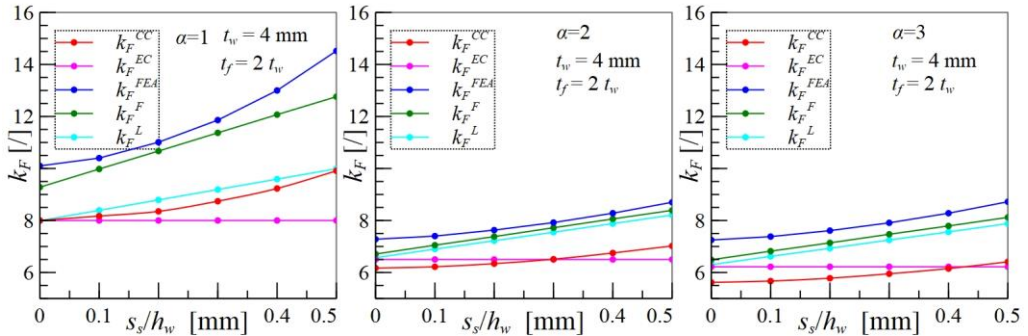 16
14
12
10
8
6
k_F [/]
0 0.1 0.2 0.3 0.4 0.5
s_s/h_w [mm]
k_F^CC
k_F^EC
k_F^FEA
k_F^F
k_F^L
α=1 t_w = 4 mm
t_f = 2 t_w
16
14
12
10
8
6
k_F [/]
0 0.1 0.2 0.3 0.4 0.5
s_s/h_w [mm]
k_F^CC
k_F^EC
k_F^FEA
k_F^F
k_F^L
α=2
t_w = 4 mm
t_f = 2 t_w
16
14
12
10
8
6
k_F [/]
0 0.1 0.2 0.3 0.4 0.5
s_s/h_w [mm]
k_F^CC
k_F^EC
k_F^FEA
k_F^F
k_F^L
α=3
t_w = 4 mm
t_f = 2 t_w